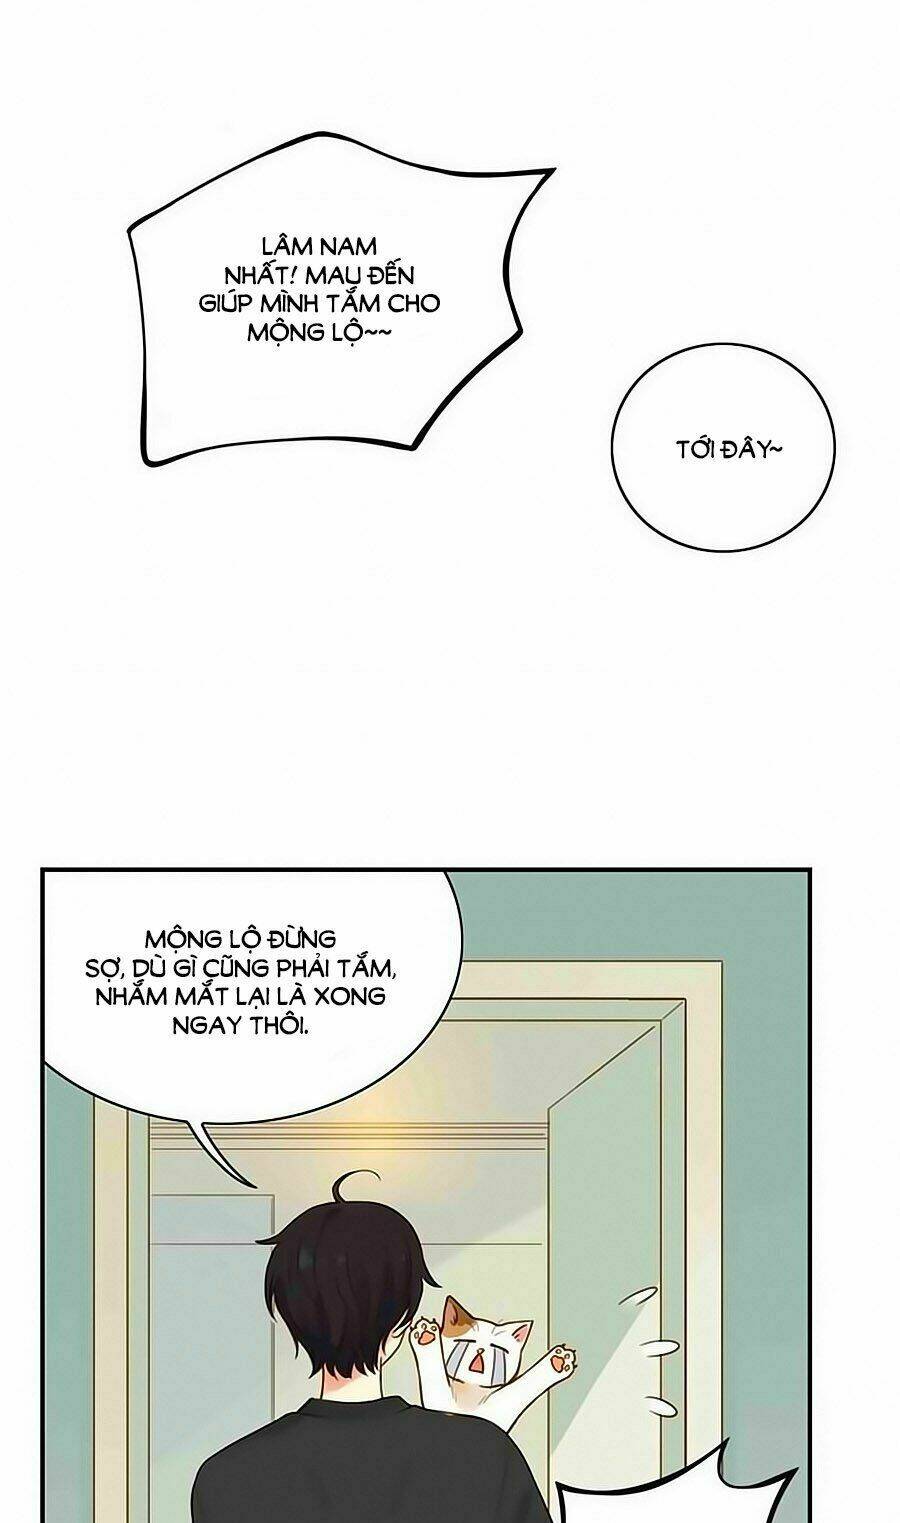 LÂM NAM
NHẤT! MAU ĐẾN
GIÚP MÌNH TẮM CHO
MỘNG LỘ~~
TỚI ĐÂY~
MỘNG LỘ ĐỪNG
SỢ, DÙ GÌ CŨNG PHẢI TẮM,
NHẮM MẮT LẠI LÀ XONG
NGAY THÔI.